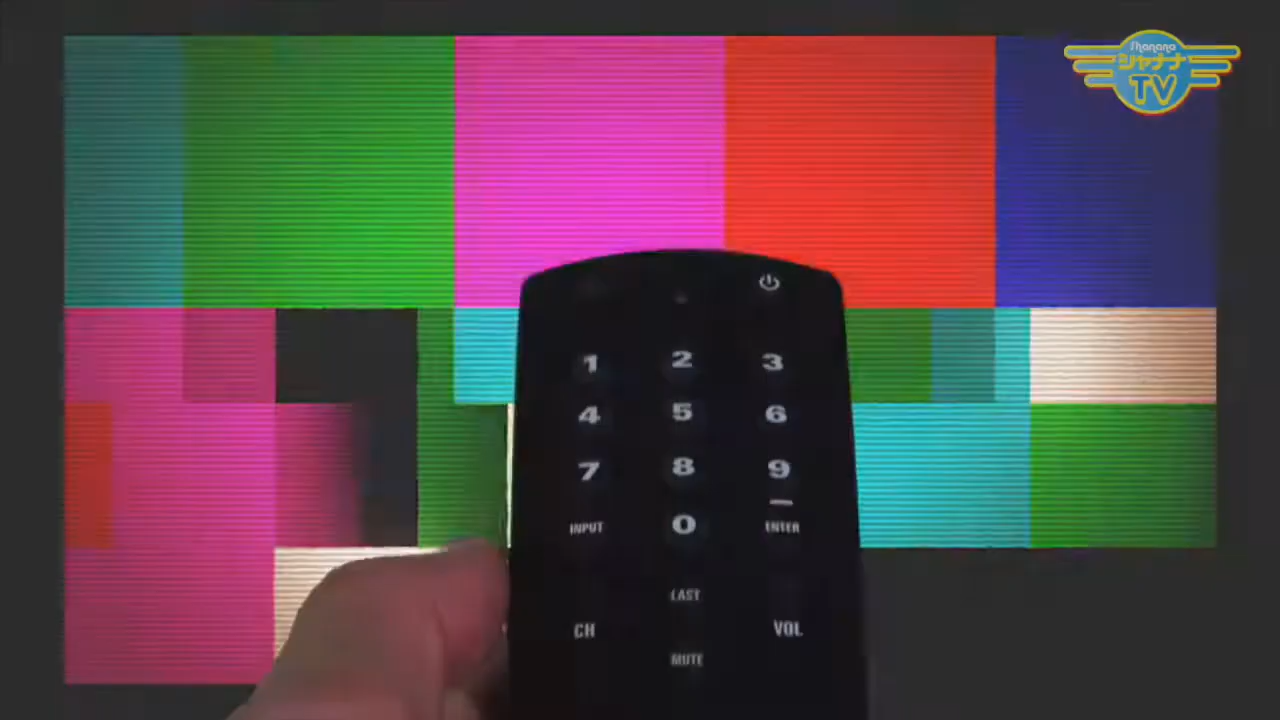 Shanana
シャナナ
TV
1 2 3
4 5 6
7 8 9
INPUT 0 ENTER
LAST
CH VOL
MUTE